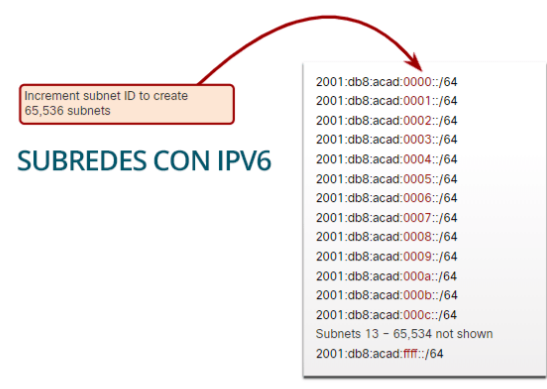 Increment subnet ID to create
65,536 subnets
SUBREDES CON IPV6
2001:db8:acad:0000::/64
2001:db8:acad:0001::/64
2001:db8:acad:0002::/64
2001:db8:acad:0003::/64
2001:db8:acad:0004::/64
2001:db8:acad:0005::/64
2001:db8:acad:0006::/64
2001:db8:acad:0007::/64
2001:db8:acad:0008::/64
2001:db8:acad:0009::/64
2001:db8:acad:000a::/64
2001:db8:acad:000b::/64
2001:db8:acad:000c::/64
Subnets 13 – 65,534 not shown
2001:db8:acad:ffff::/64